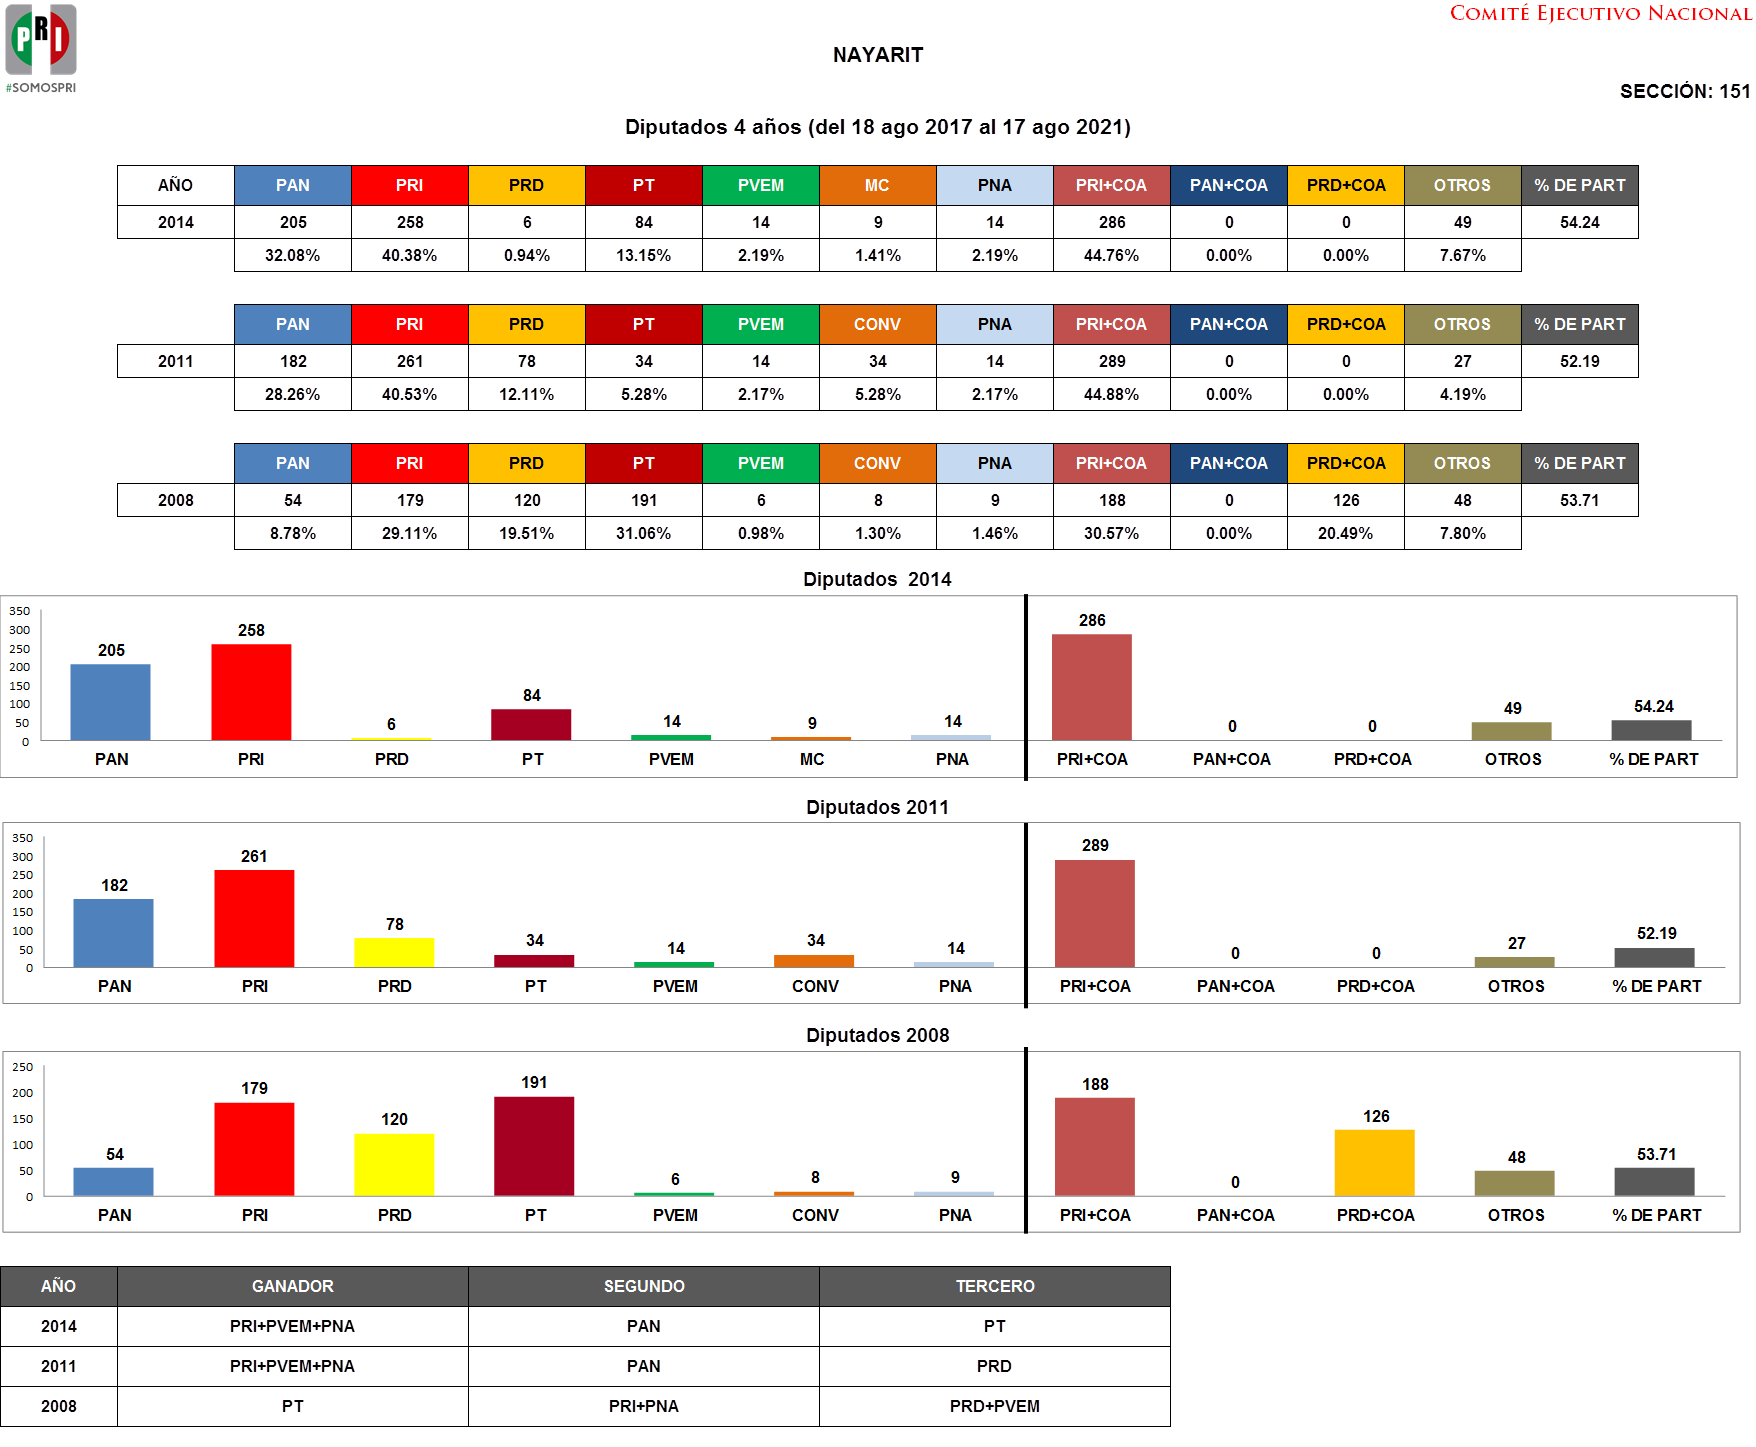 PRI
#SOMOSPRI
COMITÉ EJECUTIVO NACIONAL
NAYARIT
SECCIÓN: 151
Diputados 4 años (del 18 ago 2017 al 17 ago 2021)
AÑO PAN PRI PRD PT PVEM MC PNA PRI+COA PAN+COA PRD+COA OTROS % DE PART
2014 205 258 6 84 14 9 14 286 0 0 49 54.24
32.08% 40.38% 0.94% 13.15% 2.19% 1.41% 2.19% 44.76% 0.00% 0.00% 7.67%
PAN PRI PRD PT PVEM CONV PNA PRI+COA PAN+COA PRD+COA OTROS % DE PART
2011 182 261 78 34 14 34 14 289 0 0 27 52.19
28.26% 40.53% 12.11% 5.28% 2.17% 5.28% 2.17% 44.88% 0.00% 0.00% 4.19%
PAN PRI PRD PT PVEM CONV PNA PRI+COA PAN+COA PRD+COA OTROS % DE PART
2008 54 179 120 191 6 8 9 188 0 126 48 53.71
8.78% 29.11% 19.51% 31.06% 0.98% 1.30% 1.46% 30.57% 0.00% 20.49% 7.80%
Diputados 2014
350
300
250
200
150
100
50
0
205 258 6 84 14 9 14 286 0 0 49 54.24
PAN PRI PRD PT PVEM MC PNA PRI+COA PAN+COA PRD+COA OTROS % DE PART
Diputados 2011
350
300
250
200
150
100
50
0
182 261 78 34 14 34 14 289 0 0 27 52.19
PAN PRI PRD PT PVEM CONV PNA PRI+COA PAN+COA PRD+COA OTROS % DE PART
Diputados 2008
250
200
150
100
50
0
54 179 120 191 6 8 9 188 0 126 48 53.71
PAN PRI PRD PT PVEM CONV PNA PRI+COA PAN+COA PRD+COA OTROS % DE PART
AÑO GANADOR SEGUNDO TERCERO
2014 PRI+PVEM+PNA PAN PT
2011 PRI+PVEM+PNA PAN PRD
2008 PT PRI+PNA PRD+PVEM